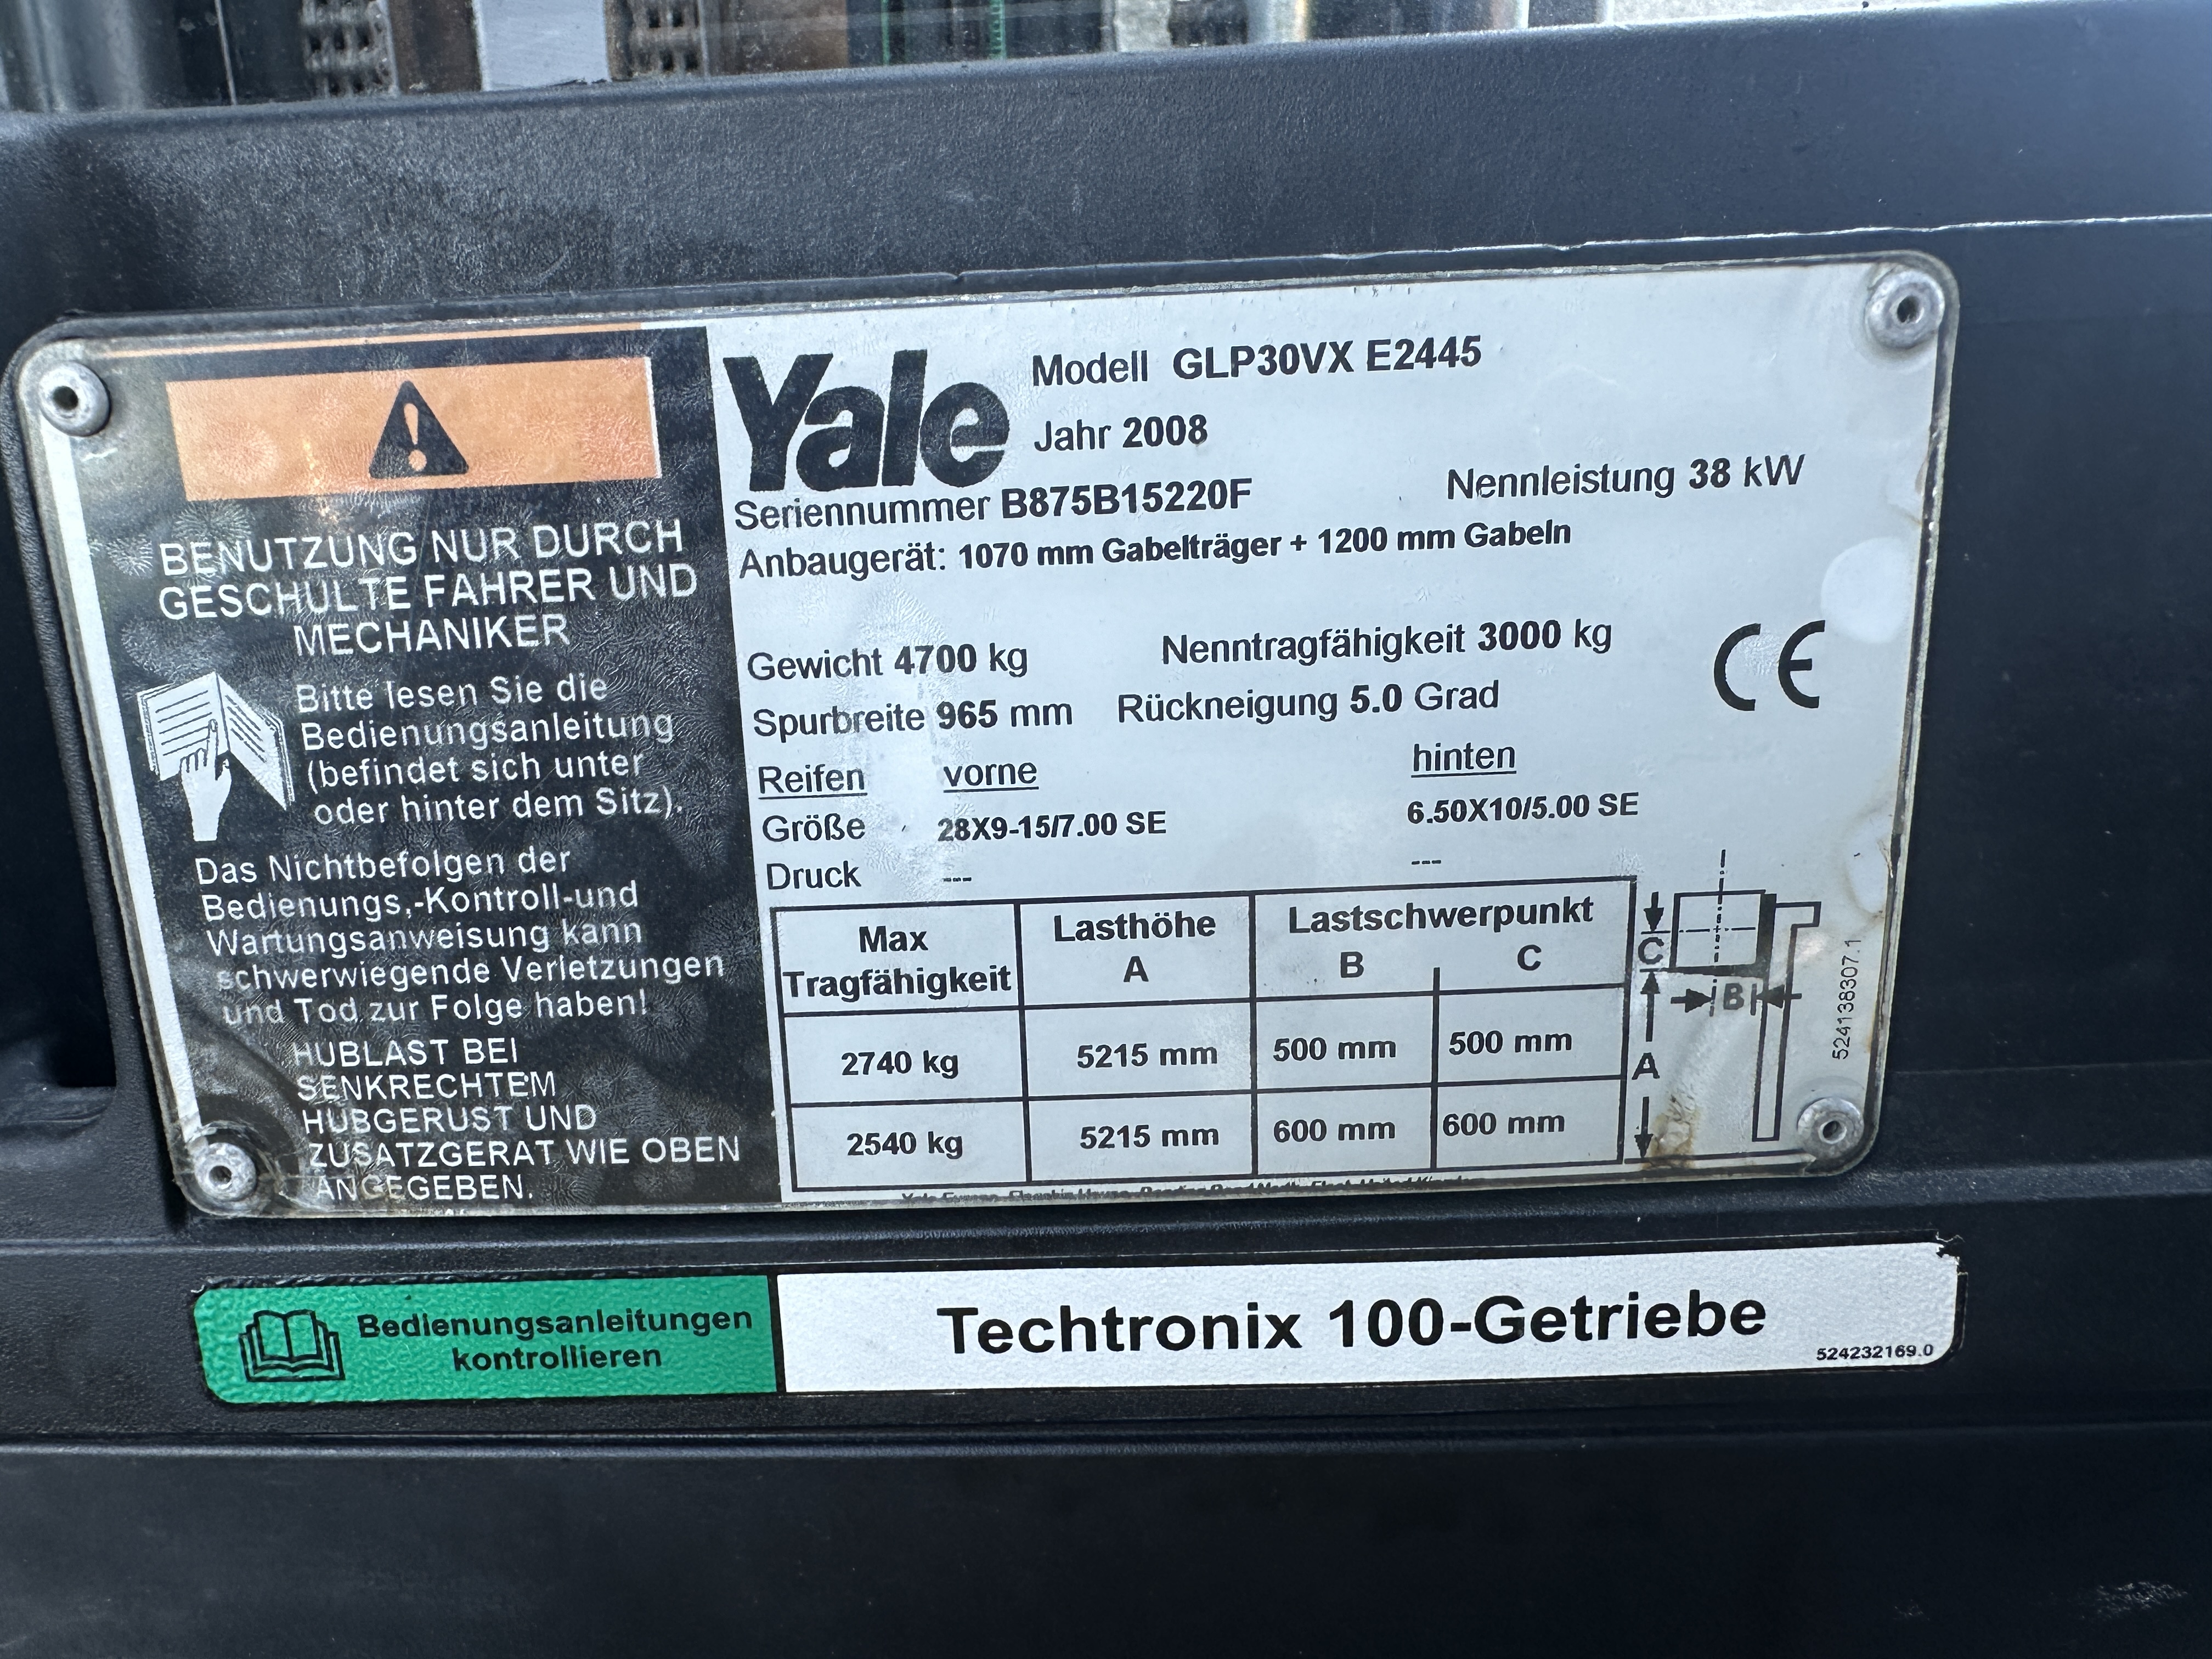 BENUTZUNG NUR DURCH
GESCHULTE FAHRER UND
MECHANIKER
Bitte lesen Sie die
Bedienungsanleitung
(befindet sich unter
oder hinter dem Sitz).
Das Nichtbefolgen der
Bedienungs,-Kontroll-und
Wartungsanweisung kann
schwerwiegende Verletzungen
und Tod zur Folge haben!
HUBLAST BEI
SENKRECHTEM
HUBGERUST UND
ZUSATZGERAT WIE OBEN
ANGEGEBEN.
Yale
Modell GLP30VX E2445
Jahr 2008
Seriennummer B875B15220F Nennleistung 38 kW
Anbaugerät: 1070 mm Gabelträger + 1200 mm Gabeln
Gewicht 4700 kg Nenntragfähigkeit 3000 kg
Spurbreite 965 mm Rückneigung 5.0 Grad
CE
Reifen vorne hinten
Größe 28X9-15/7.00 SE 6.50X10/5.00 SE
Druck --- ---
Max Tragfähigkeit Lasthöhe A Lastschwerpunkt B C
2740 kg 5215 mm 500 mm 500 mm
2540 kg 5215 mm 600 mm 600 mm
C
B
A
524138307.1
Bedienungsanleitungen
kontrollieren
Techtronix 100-Getriebe
524232169.0